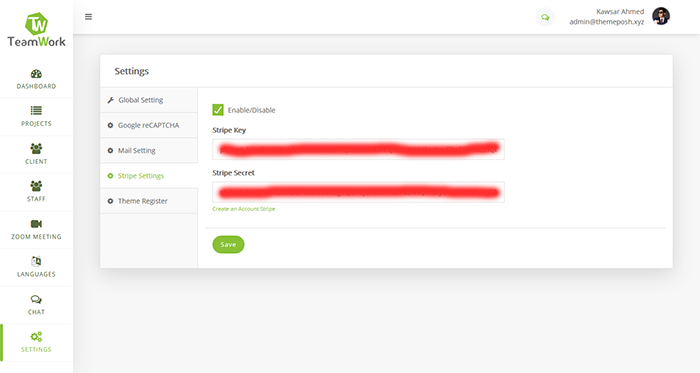 TW
TeamWork
Kawsar Ahmed
admin@themeposh.xyz
DASHBOARD
PROJECTS
CLIENT
STAFF
ZOOM MEETING
LANGUAGES
CHAT
SETTINGS
Settings
Global Setting
Google reCAPTCHA
Mail Setting
Stripe Settings
Theme Register
Enable/Disable
Stripe Key
Stripe Secret
Create an Account Stripe
Save